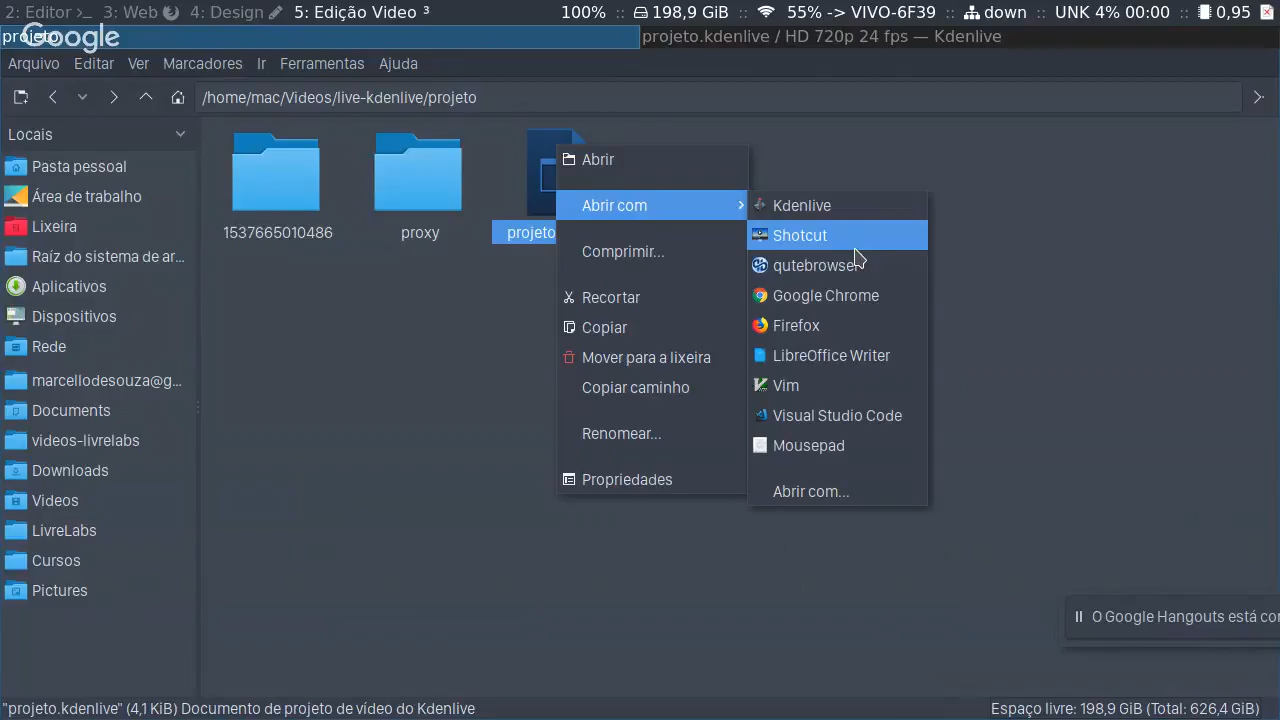 2: Editor >_ 3: Web 4: Design 5: Edição Video ³ 100% :: 198,9 GiB :: 55% -> VIVO-6F39 :: down :: UNK 4% 00:00 :: 0,95
Google
projeto
projeto.kdenlive / HD 720p 24 fps — Kdenlive
Arquivo Editar Ver Marcadores Ir Ferramentas Ajuda
/home/mac/Videos/live-kdenlive/projeto
Locais
Pasta pessoal
Área de trabalho
Lixeira
Raíz do sistema de ar...
Aplicativos
Dispositivos
Rede
marcellodesouza@g...
Documents
videos-livrelabs
Downloads
Videos
LivreLabs
Cursos
Pictures
1537665010486
proxy
projeto
Abrir
Abrir com
Comprimir...
Recortar
Copiar
Mover para a lixeira
Copiar caminho
Renomear...
Propriedades
Kdenlive
Shotcut
qutebrowser
Google Chrome
Firefox
LibreOffice Writer
Vim
Visual Studio Code
Mousepad
Abrir com...
O Google Hangouts está co
"projeto.kdenlive" (4,1 KiB) Documento de projeto de vídeo do Kdenlive
Espaço livre: 198,9 GiB (Total: 626,4 GiB)